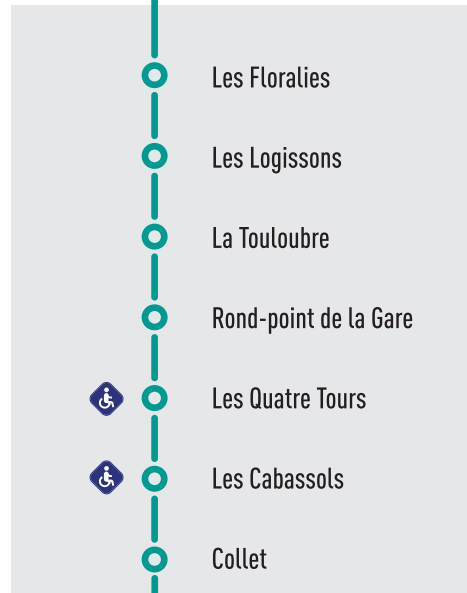 Les Floralies
Les Logissons
La Touloubre
Rond-point de la Gare
Les Quatre Tours
Les Cabassols
Collet